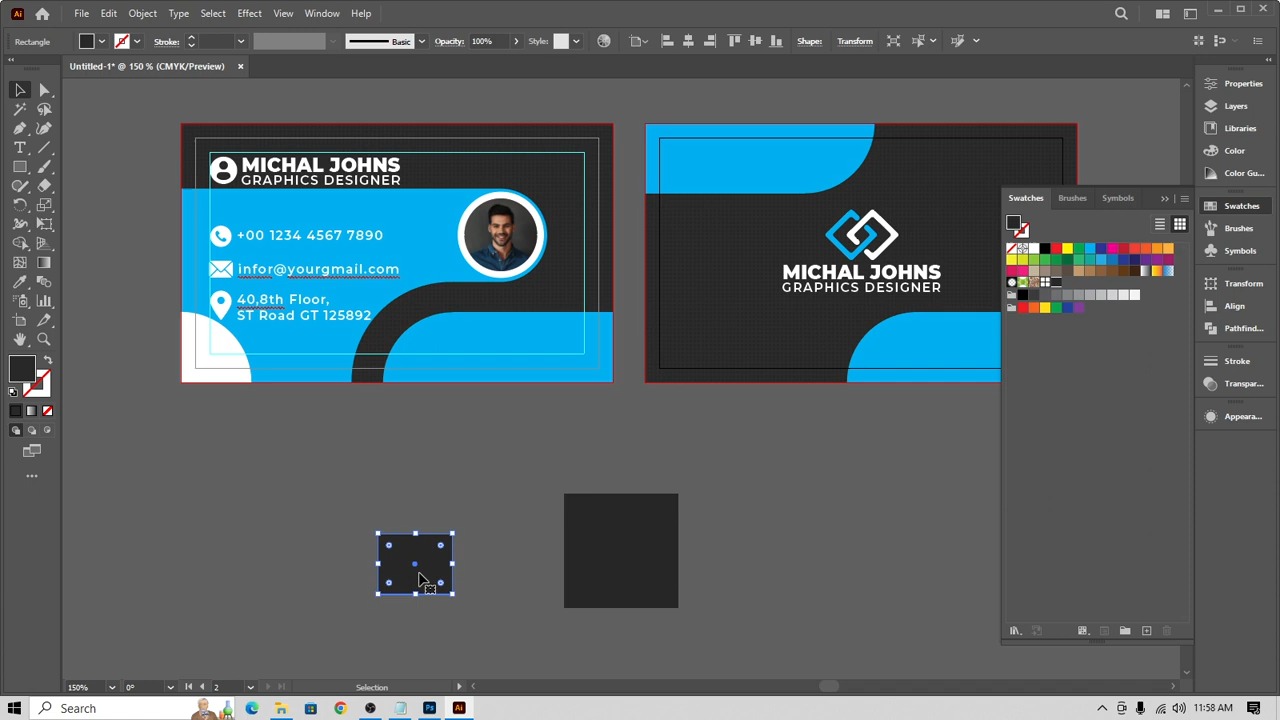 File Edit Object Type Select Effect View Window Help
Rectangle Stroke: Basic Opacity: 100% Style: Shape: Transform
Untitled-1* @ 150 % (CMYK/Preview)
Properties
Layers
Libraries
Color
Color Gu...
Swatches
Brushes
Symbols
Transform
Align
Pathfind...
Stroke
Transpar...
Appeara...
Swatches Brushes Symbols
MICHAL JOHNS
GRAPHICS DESIGNER
+00 1234 4567 7890
infor@yourgmail.com
40,8th Floor,
ST Road GT 125892
MICHAL JOHNS
GRAPHICS DESIGNER
150% 0° 2 Selection
Search
11:58 AM